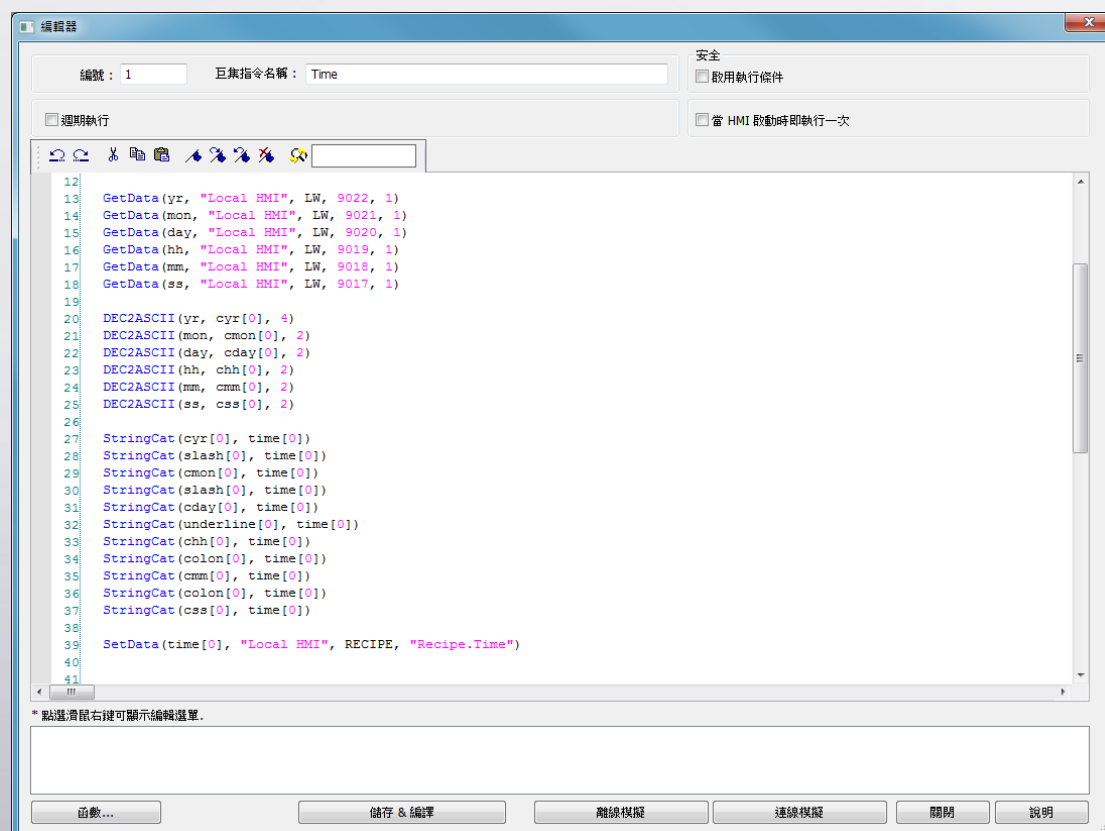 編輯器
編號： 1 巨集指令名稱： Time
安全
啟用執行條件
週期執行
當 HMI 啟動時即執行一次
12
13 GetData(yr, "Local HMI", LW, 9022, 1)
14 GetData(mon, "Local HMI", LW, 9021, 1)
15 GetData(day, "Local HMI", LW, 9020, 1)
16 GetData(hh, "Local HMI", LW, 9019, 1)
17 GetData(mm, "Local HMI", LW, 9018, 1)
18 GetData(ss, "Local HMI", LW, 9017, 1)
19
20 DEC2ASCII(yr, cyr[0], 4)
21 DEC2ASCII(mon, cmon[0], 2)
22 DEC2ASCII(day, cday[0], 2)
23 DEC2ASCII(hh, chh[0], 2)
24 DEC2ASCII(mm, cmm[0], 2)
25 DEC2ASCII(ss, css[0], 2)
26
27 StringCat(cyr[0], time[0])
28 StringCat(slash[0], time[0])
29 StringCat(cmon[0], time[0])
30 StringCat(slash[0], time[0])
31 StringCat(cday[0], time[0])
32 StringCat(underline[0], time[0])
33 StringCat(chh[0], time[0])
34 StringCat(colon[0], time[0])
35 StringCat(cmm[0], time[0])
36 StringCat(colon[0], time[0])
37 StringCat(css[0], time[0])
38
39 SetData(time[0], "Local HMI", RECIPE, "Recipe.Time")
40
41
* 點選滑鼠右鍵可顯示編輯選單.
函數... 儲存 & 編譯 離線模擬 連線模擬 關閉 說明